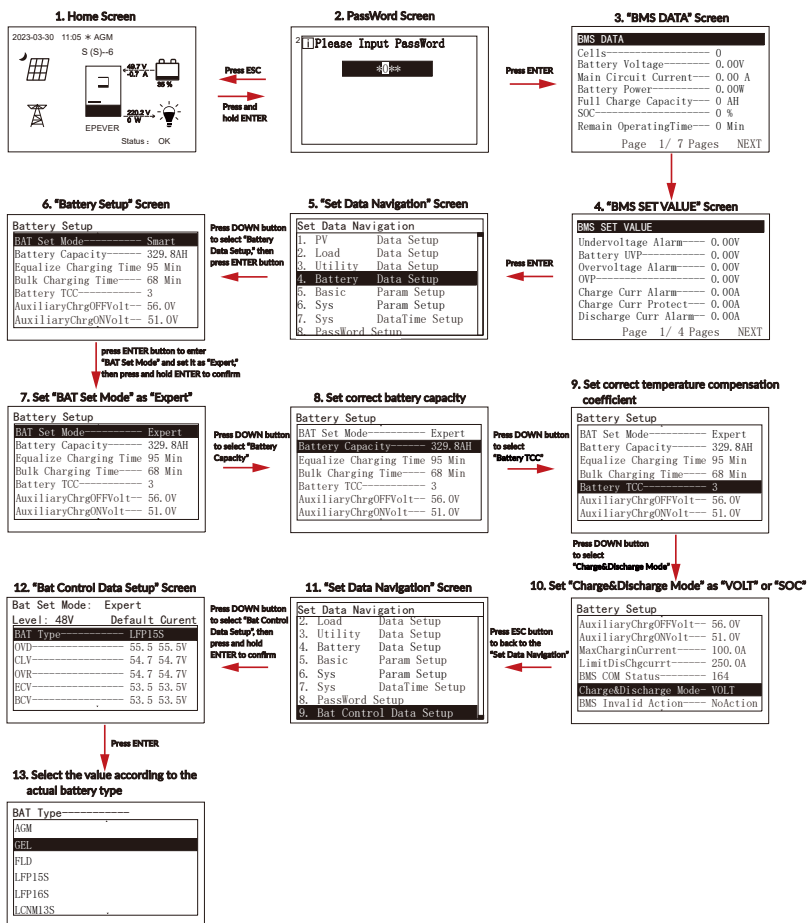 1. Home Screen
2023-03-30 11:05 ✳ AGM
S (S)--6
49.7 V
-0.7 A
35 %
220.2 V
0 W
EPEVER
Status： OK
Press ESC
Press and
hold ENTER
2. PassWord Screen
2
i Please Input PassWord
*0**
Press ENTER
3. “BMS DATA” Screen
BMS DATA
Cells---------------- 0
Battery Voltage------- 0.00V
Main Circuit Current-- 0.00 A
Battery Power--------- 0.00W
Full Charge Capacity--- 0 AH
SOC------------------ 0 %
Remain OperatingTime--- 0 Min
Page 1/ 7 Pages NEXT
6. “Battery Setup” Screen
Battery Setup
BAT Set Mode---------- Smart
Battery Capacity------ 329.8AH
Equalize Charging Time 95 Min
Bulk Charging Time---- 68 Min
Battery TCC----------- 3
AuxiliaryChrgOFFVolt-- 56.0V
AuxiliaryChrgONVolt--- 51.0V
Press DOWN button
to select “Battery
Data Setup,” then
press ENTER button
5. “Set Data Navigation” Screen
Set Data Navigation
1. PV Data Setup
2. Load Data Setup
3. Utility Data Setup
4. Battery Data Setup
5. Basic Param Setup
6. Sys Param Setup
7. Sys DataTime Setup
8. PassWord Setup
Press ENTER
4. “BMS SET VALUE” Screen
BMS SET VALUE
Undervoltage Alarm---- 0.00V
Battery UVP----------- 0.00V
Overvoltage Alarm----- 0.00V
OVP------------------- 0.00V
Charge Curr Alarm----- 0.00A
Charge Curr Protect--- 0.00A
Discharge Curr Alarm-- 0.00A
Page 1/ 4 Pages NEXT
press ENTER button to enter
“BAT Set Mode” and set it as “Expert,”
then press and hold ENTER to confirm
7. Set “BAT Set Mode” as “Expert”
Battery Setup
BAT Set Mode---------- Expert
Battery Capacity------ 329.8AH
Equalize Charging Time 95 Min
Bulk Charging Time---- 68 Min
Battery TCC----------- 3
AuxiliaryChrgOFFVolt-- 56.0V
AuxiliaryChrgONVolt--- 51.0V
Press DOWN button
to select “Battery
Capacity”
8. Set correct battery capacity
Battery Setup
BAT Set Mode---------- Expert
Battery Capacity------ 329.8AH
Equalize Charging Time 95 Min
Bulk Charging Time---- 68 Min
Battery TCC----------- 3
AuxiliaryChrgOFFVolt-- 56.0V
AuxiliaryChrgONVolt--- 51.0V
Press DOWN button
to select
“Battery TCC”
9. Set correct temperature compensation
coefficient
Battery Setup
BAT Set Mode---------- Expert
Battery Capacity------ 329.8AH
Equalize Charging Time 95 Min
Bulk Charging Time---- 68 Min
Battery TCC----------- 3
AuxiliaryChrgOFFVolt-- 56.0V
AuxiliaryChrgONVolt--- 51.0V
Press DOWN button
to select
“Charge&Discharge Mode”
12. “Bat Control Data Setup” Screen
Bat Set Mode: Expert
Level: 48V Default Curent
BAT Type----------- LFP15S
OVD---------------- 55.5 55.5V
CLV---------------- 54.7 54.7V
OVR---------------- 54.7 54.7V
ECV---------------- 53.5 53.5V
BCV---------------- 53.5 53.5V
Press DOWN button
to select “Bat Control
Data Setup”, then
press and hold
ENTER to confirm
11. “Set Data Navigation” Screen
Set Data Navigation
2. Load Data Setup
3. Utility Data Setup
4. Battery Data Setup
5. Basic Param Setup
6. Sys Param Setup
7. Sys DataTime Setup
8. PassWord Setup
9. Bat Control Data Setup
Press ESC button
to back to the
“Set Data Navigation”
10. Set “Charge&Discharge Mode” as “VOLT” or “SOC”
Battery Setup
AuxiliaryChrgOFFVolt-- 56.0V
AuxiliaryChrgONVolt--- 51.0V
MaxCharginCurrent----- 100.0A
LimitDisChgcurrt------ 250.0A
BMS COM Status-------- 164
Charge&Discharge Mode- VOLT
BMS Invalid Action---- NoAction
Press ENTER
13. Select the value according to the
actual battery type
BAT Type-----------
AGM
GEL
FLD
LFP15S
LFP16S
LCNM13S